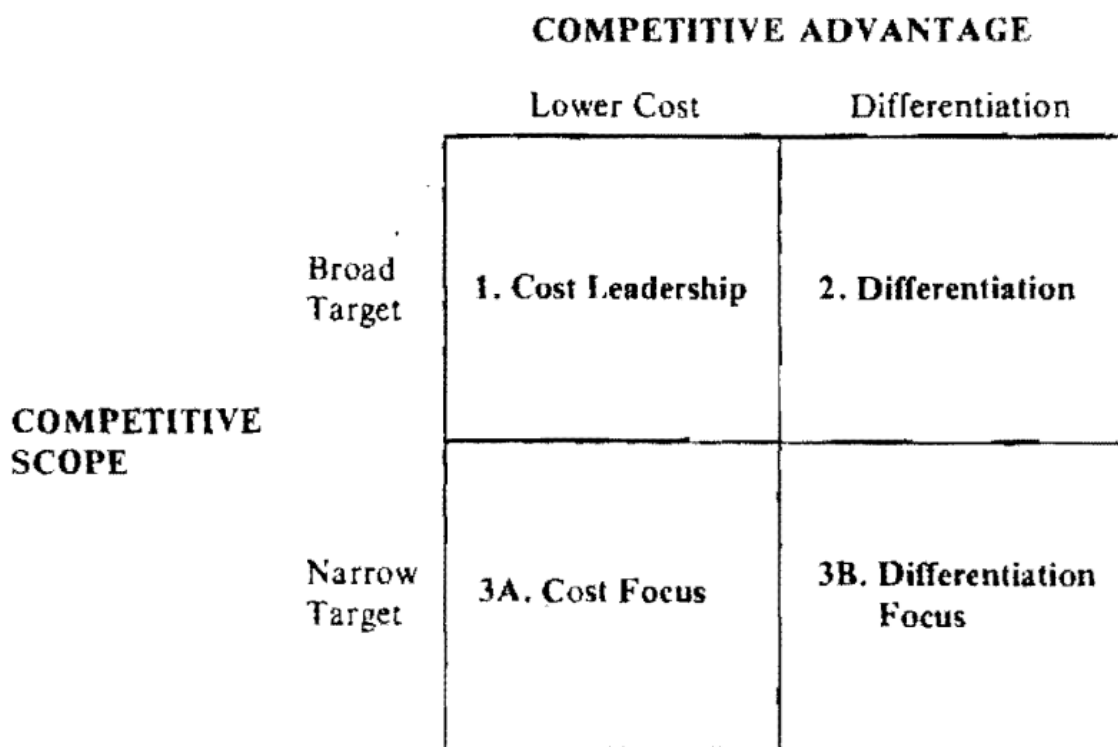 COMPETITIVE ADVANTAGE
Lower Cost
Differentiation
Broad
Target
1. Cost Leadership
2. Differentiation
COMPETITIVE
SCOPE
Narrow
Target
3A. Cost Focus
3B. Differentiation
Focus